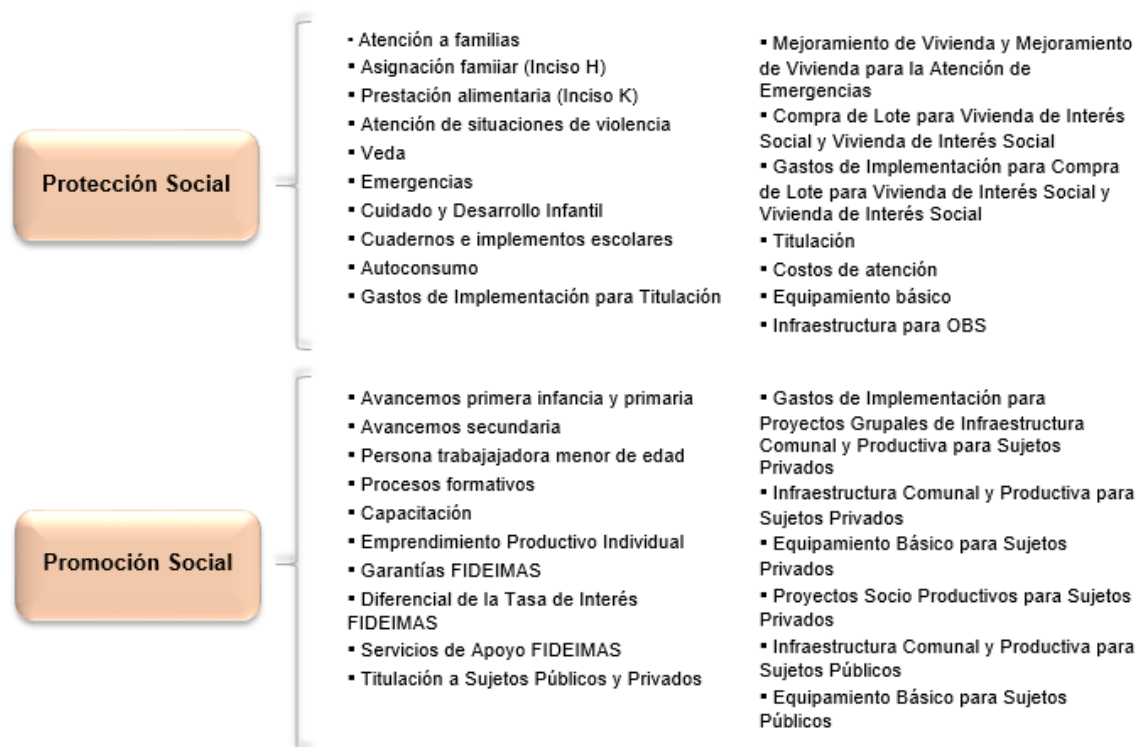 Protección Social
- Atención a familias
▪ Asignación famiiar (Inciso H)
▪ Prestación alimentaria (Inciso K)
▪ Atención de situaciones de violencia
▪ Veda
▪ Emergencias
▪ Cuidado y Desarrollo Infantil
▪ Cuadernos e implementos escolares
▪ Autoconsumo
▪ Gastos de Implementación para Titulación
▪ Mejoramiento de Vivienda y Mejoramiento
de Vivienda para la Atención de
Emergencias
▪ Compra de Lote para Vivienda de Interés
Social y Vivienda de Interés Social
▪ Gastos de Implementación para Compra
de Lote para Vivienda de Interés Social y
Vivienda de Interés Social
▪ Titulación
▪ Costos de atención
▪ Equipamiento básico
▪ Infraestructura para OBS
Promoción Social
▪ Avancemos primera infancia y primaria
▪ Avancemos secundaria
▪ Persona trabajajadora menor de edad
▪ Procesos formativos
▪ Capacitación
▪ Emprendimiento Productivo Individual
▪ Garantías FIDEIMAS
▪ Diferencial de la Tasa de Interés
FIDEIMAS
▪ Servicios de Apoyo FIDEIMAS
▪ Titulación a Sujetos Públicos y Privados
▪ Gastos de Implementación para
Proyectos Grupales de Infraestructura
Comunal y Productiva para Sujetos
Privados
▪ Infraestructura Comunal y Productiva para
Sujetos Privados
▪ Equipamiento Básico para Sujetos
Privados
▪ Proyectos Socio Productivos para Sujetos
Privados
▪ Infraestructura Comunal y Productiva para
Sujetos Públicos
▪ Equipamiento Básico para Sujetos
Públicos